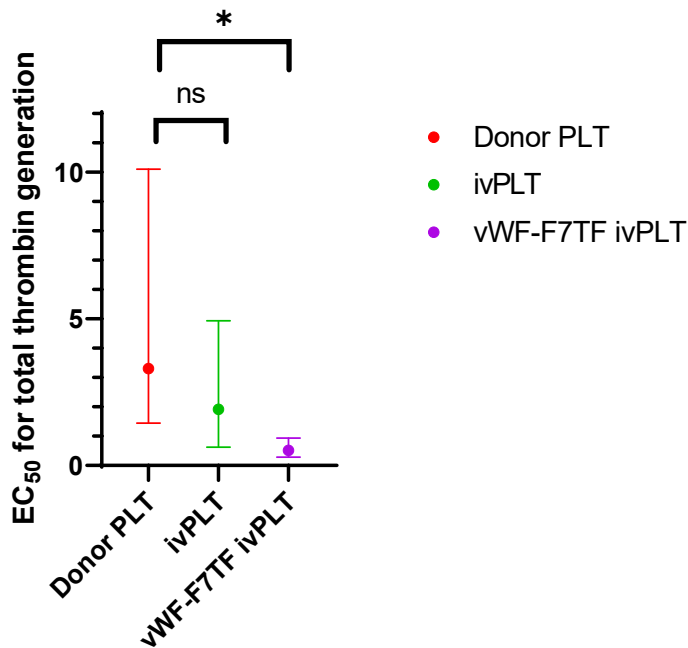 *
ns
EC50 for total thrombin generation
10
5
0
Donor PLT
ivPLT
vWF-F7TF ivPLT
Donor PLT
ivPLT
vWF-F7TF ivPLT